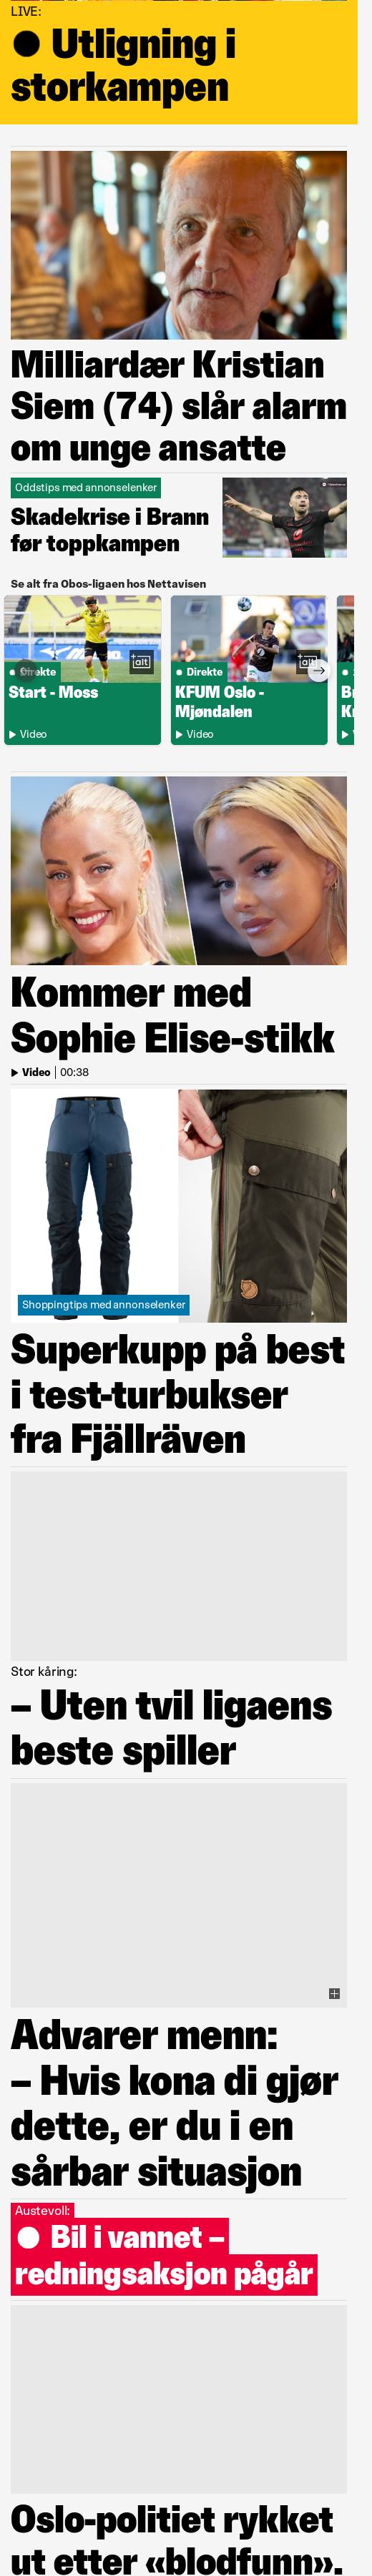 LIVE:
● Utligning i
storkampen
Milliardær Kristian
Siem (74) slår alarm
om unge ansatte
Oddstips med annonselenker
Skadekrise i Brann
før toppkampen
Se alt fra Obos-ligaen hos Nettavisen
Direkte
+alt
Start - Moss
Video
Direkte
+alt
KFUM Oslo -
Mjøndalen
Video
Kommer med
Sophie Elise-stikk
Video | 00:38
Shoppingtips med annonselenker
Superkupp på best
i test-turbukser
fra Fjällräven
Stor kåring:
– Uten tvil ligaens
beste spiller
Advarer menn:
– Hvis kona di gjør
dette, er du i en
sårbar situasjon
Austevoll:
● Bil i vannet –
redningsaksjon pågår
Oslo-politiet rykket
ut etter «blodfunn».